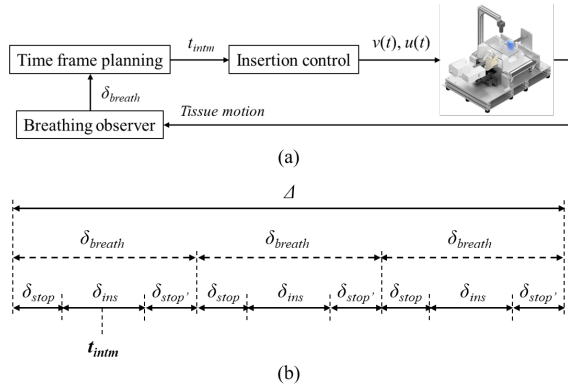 Time frame planning
t_intm
Insertion control
v(t), u(t)
δ_breath
Breathing observer
Tissue motion
(a)
Δ
δ_breath δ_breath δ_breath
δ_stop δ_ins δ_stop' δ_stop δ_ins δ_stop' δ_stop δ_ins δ_stop'
t_intm
(b)